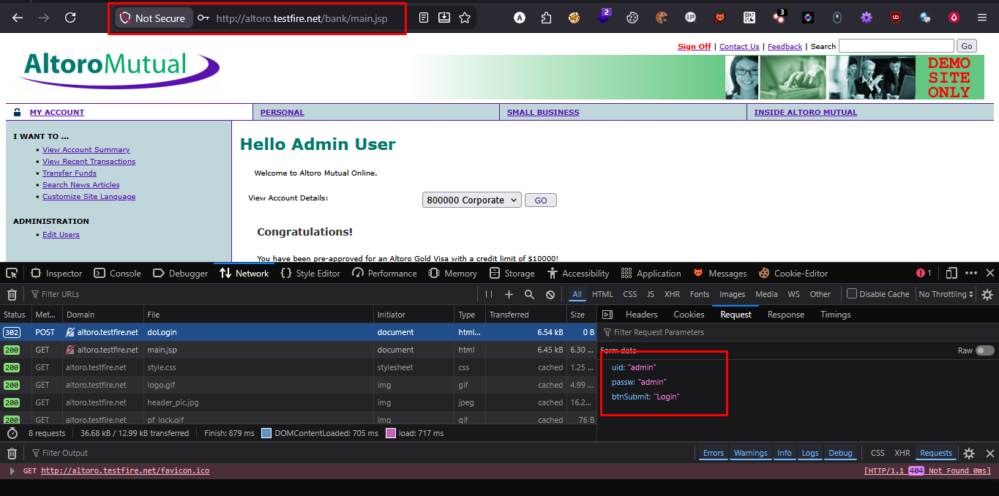 Not Secure http://altoro.testfire.net/bank/main.jsp 2 A IP 3 UD
Sign Off | Contact Us | Feedback | Search Go
AltoroMutual
DEMO
SITE
ONLY
MY ACCOUNT PERSONAL SMALL BUSINESS INSIDE ALTORO MUTUAL
I WANT TO ...
• View Account Summary
• View Recent Transactions
• Transfer Funds
• Search News Articles
• Customize Site Language
ADMINISTRATION
• Edit Users
Hello Admin User
Welcome to Altoro Mutual Online.
View Account Details: 800000 Corporate GO
Congratulations!
You have been pre-approved for an Altoro Gold Visa with a credit limit of $10000!
Inspector Console Debugger Network Style Editor Performance Memory Storage Accessibility Application Messages Cookie-Editor 1
Filter URLs All HTML CSS JS XHR Fonts Images Media WS Other Disable Cache No Throttling
Status Met... Domain File Initiator Type Transferred Size
302 POST altoro.testfire.net doLogin document html... 6.54 kB 0 B
200 GET altoro.testfire.net main.jsp document html 6.45 kB 6.30 ...
200 GET altoro.testfire.net style.css stylesheet css cached 1.25 ...
200 GET altoro.testfire.net logo.gif img gif cached 4.99 ...
200 GET altoro.testfire.net header_pic.jpg img jpeg cached 16.2...
200 GET altoro.testfire.net pf_lock.gif img gif cached 76 B
8 requests 36.68 kB / 12.99 kB transferred Finish: 879 ms DOMContentLoaded: 705 ms load: 717 ms
Headers Cookies Request Response Timings
Filter Request Parameters
Form data Raw
uid: "admin"
passw: "admin"
btnSubmit: "Login"
Filter Output Errors Warnings Info Logs Debug CSS XHR Requests
GET http://altoro.testfire.net/favicon.ico [HTTP/1.1 404 Not Found 0ms]